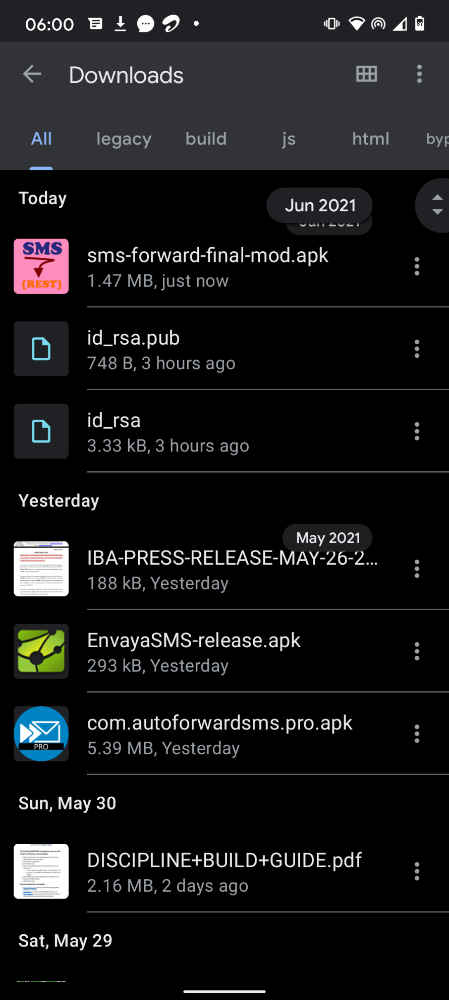 06:00
61
Downloads
All legacy build js html byp
Today
Jun 2021
Jun 2021
SMS
{REST}
sms-forward-final-mod.apk
1.47 MB, just now
id_rsa.pub
748 B, 3 hours ago
id_rsa
3.33 kB, 3 hours ago
Yesterday
May 2021
IBA-PRESS-RELEASE-MAY-26-2...
188 kB, Yesterday
EnvayaSMS-release.apk
293 kB, Yesterday
PRO
com.autoforwardsms.pro.apk
5.39 MB, Yesterday
Sun, May 30
DISCIPLINE+BUILD+GUIDE.pdf
2.16 MB, 2 days ago
Sat, May 29